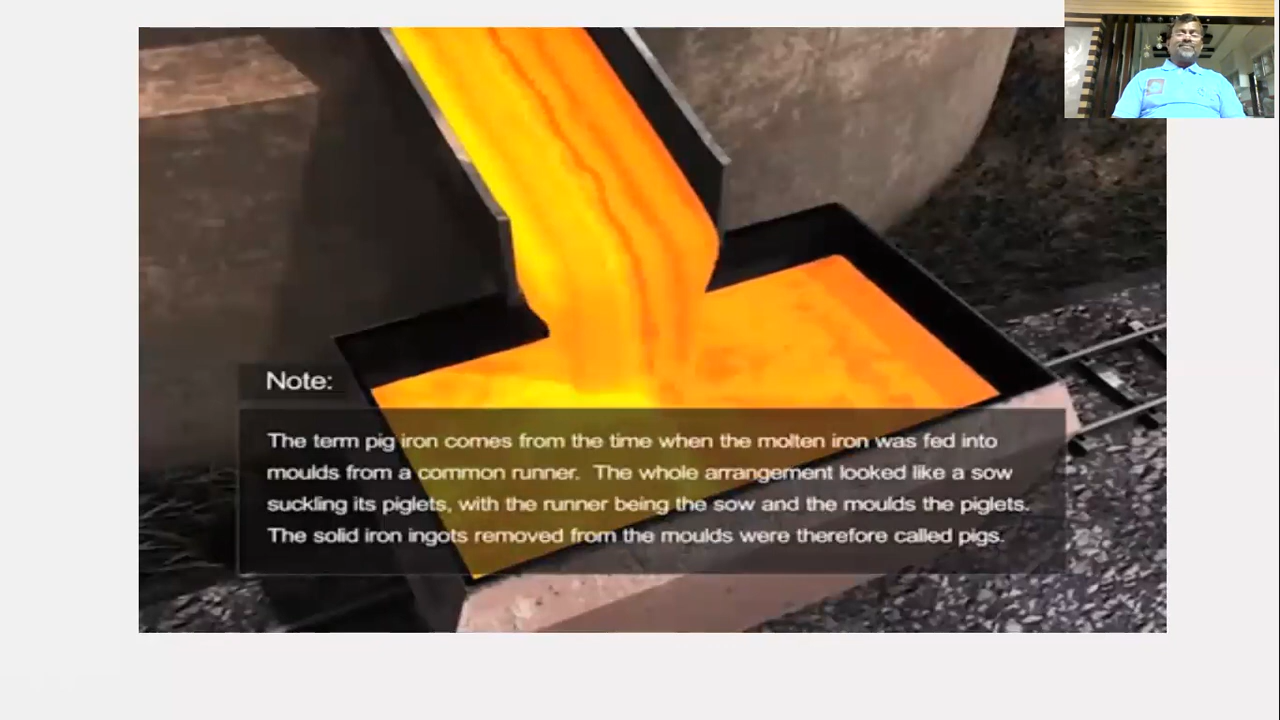 Note:
The term pig iron comes from the time when the molten iron was fed into
moulds from a common runner. The whole arrangement looked like a sow
suckling its piglets, with the runner being the sow and the moulds the piglets.
The solid iron ingots removed from the moulds were therefore called pigs.